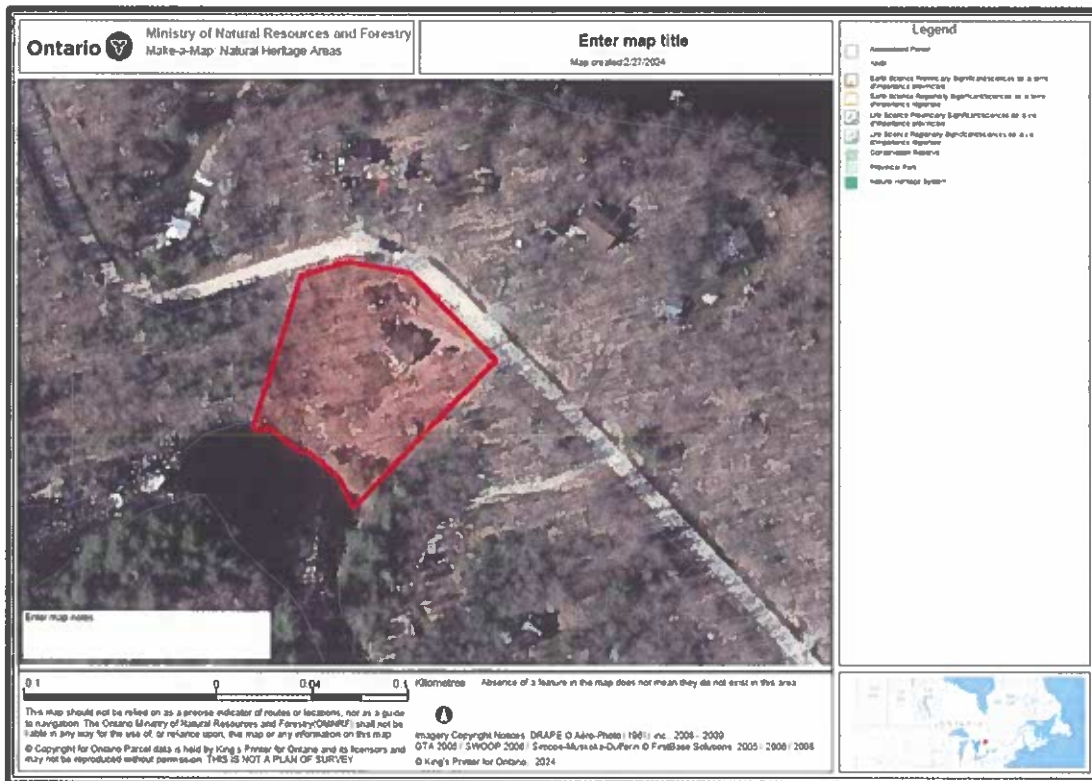 Ontario
Ministry of Natural Resources and Forestry
Make-a-Map: Natural Heritage Areas
Enter map title
Map created:2/27/2024
Legend
Assessment Parcel
Conservation Reserve
Provincial Park
Natural Heritage System
Enter map notes
0.1 0 0.04 0.1 Kilometres
Absence of a feature in the map does not mean they do not exist in this area
This map should not be relied on as a precise indicator of routes or locations, nor as a guide
to navigation. The Ontario Ministry of Natural Resources and Forestry(OMNRF) shall not be
liable in any way for the use of, or reliance upon, this map or any information on this map
© Copyright for Ontario Parcel data is held by King's Printer for Ontario and its licensors and
may not be reproduced without permission. THIS IS NOT A PLAN OF SURVEY
Imagery Copyright Notices: DRAPE © Aéro-Photo (1961) Inc., 2008 - 2009
GTA 2005 / SWOOP 2006 / Simcoe-Muskoka-Dufferin © FirstBase Solutions, 2005 / 2006 / 2008
© King's Printer for Ontario, 2024